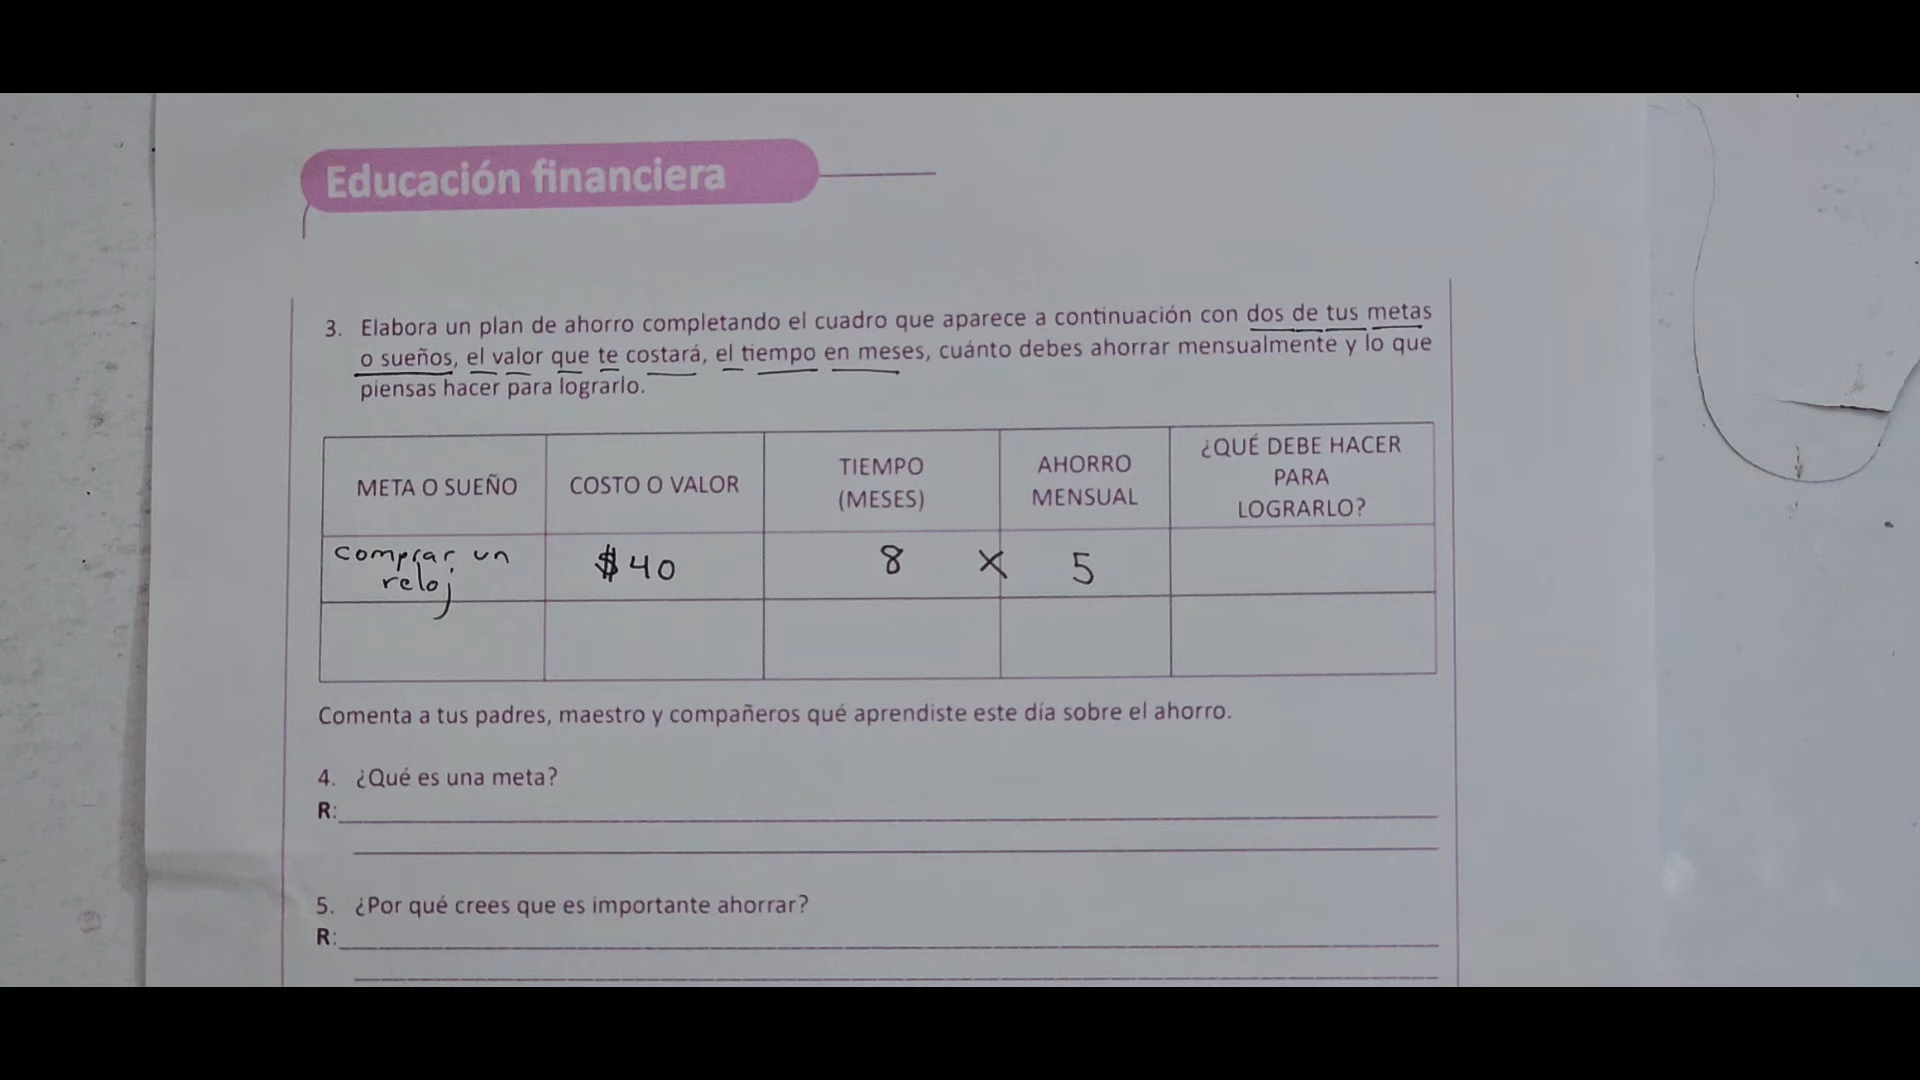 Educación financiera
3. Elabora un plan de ahorro completando el cuadro que aparece a continuación con dos de tus metas
o sueños, el valor que te costará, el tiempo en meses, cuánto debes ahorrar mensualmente y lo que
piensas hacer para lograrlo.
META O SUEÑO
COSTO O VALOR
TIEMPO
(MESES)
AHORRO
MENSUAL
¿QUÉ DEBE HACER
PARA
LOGRARLO?
comprar un
reloj
$40
8
X
5
Comenta a tus padres, maestro y compañeros qué aprendiste este día sobre el ahorro.
4. ¿Qué es una meta?
R:
5. ¿Por qué crees que es importante ahorrar?
R: